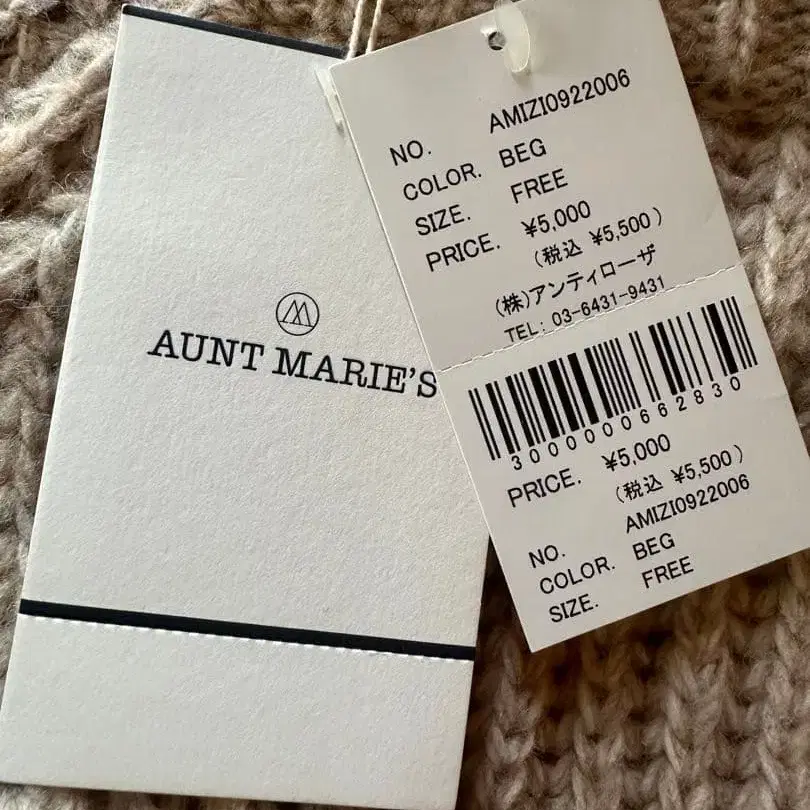 AUNT MARIE'S
NO. AMIZI0922006
COLOR. BEG
SIZE. FREE
PRICE. ¥5,000
(税込 ¥5,500)
(株)アンティローザ
TEL: 03-6431-9431
3000000662830
PRICE. ¥5,000
(税込 ¥5,500)
NO. AMIZI0922006
COLOR. BEG
SIZE. FREE